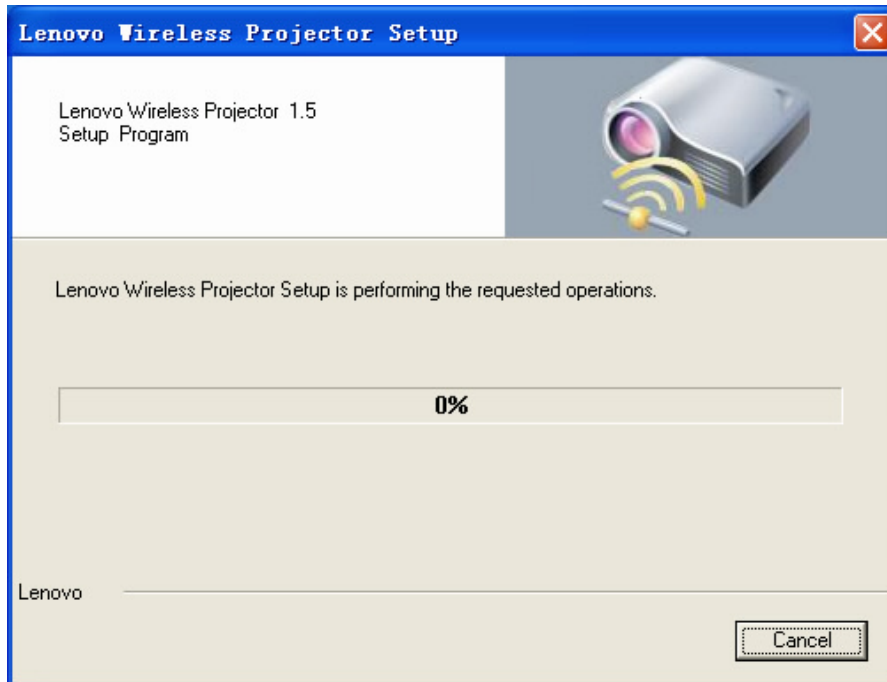 Lenovo Wireless Projector Setup
Lenovo Wireless Projector 1.5
Setup Program
Lenovo Wireless Projector Setup is performing the requested operations.
0%
Lenovo
Cancel